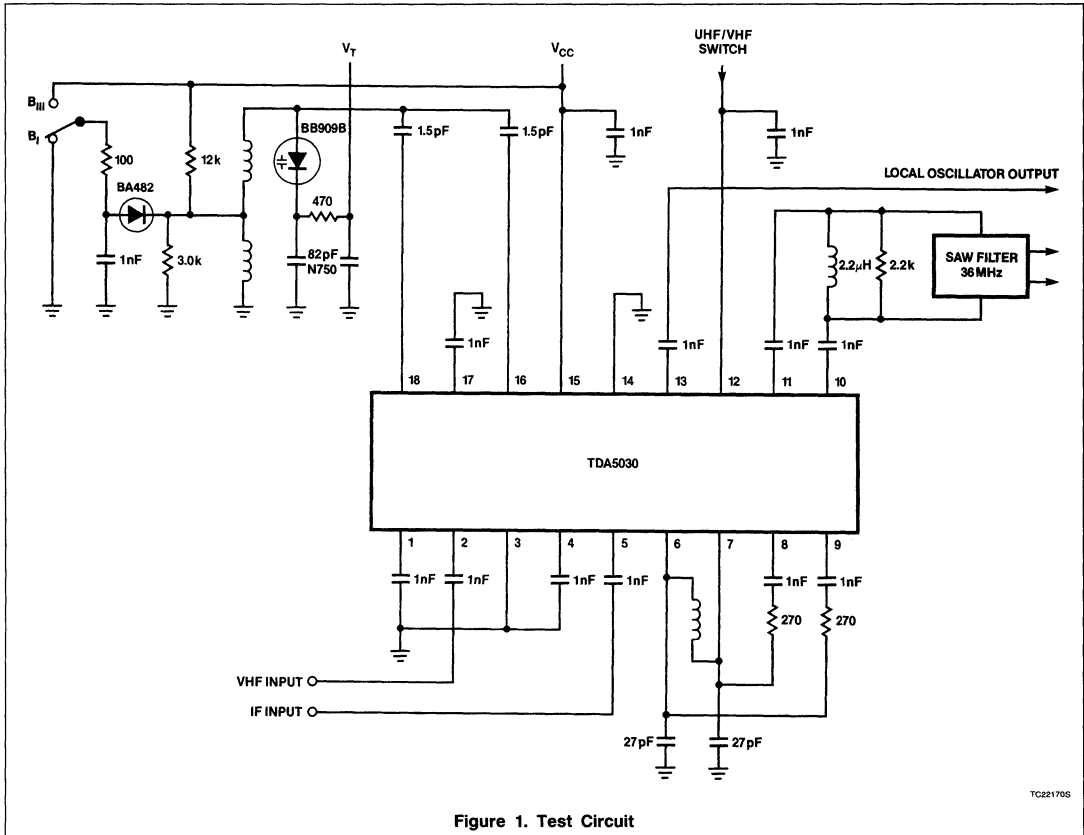 UHF/VHF
SWITCH
V_T
V_CC
B_III
B_I
100
12k
BA482
BB909B
1.5pF
1.5pF
1nF
1nF
LOCAL OSCILLATOR OUTPUT
470
1nF
3.0k
82pF
N750
2.2μH
2.2k
SAW FILTER
36MHz
1nF
1nF
1nF
1nF
18
17
16
15
14
13
12
11
10
TDA5030
1
2
3
4
5
6
7
8
9
1nF
1nF
1nF
1nF
1nF
1nF
270
270
VHF INPUT
IF INPUT
27pF
27pF
TC22170S
Figure 1. Test Circuit